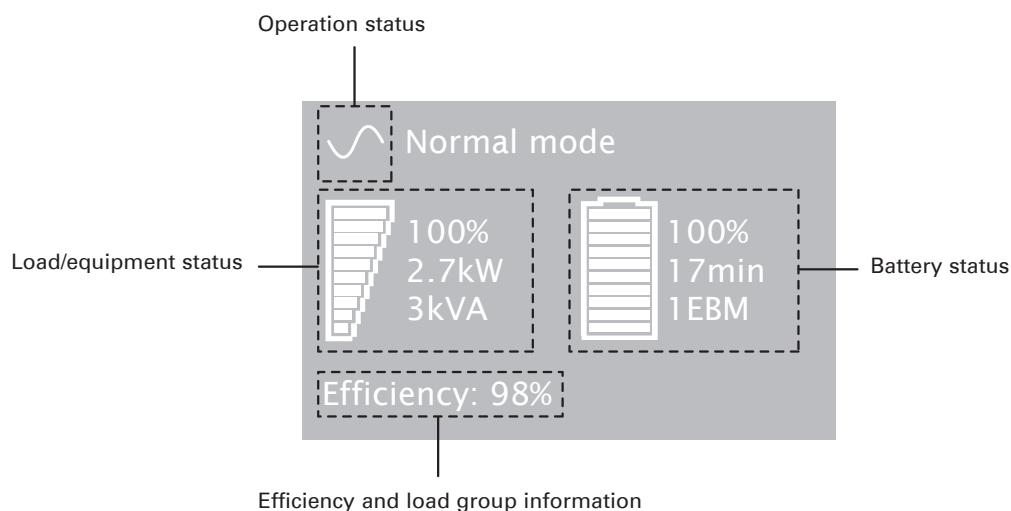 Operation status
Normal mode
Load/equipment status
100%
2.7kW
3kVA
100%
17min
1EBM
Battery status
Efficiency: 98%
Efficiency and load group information